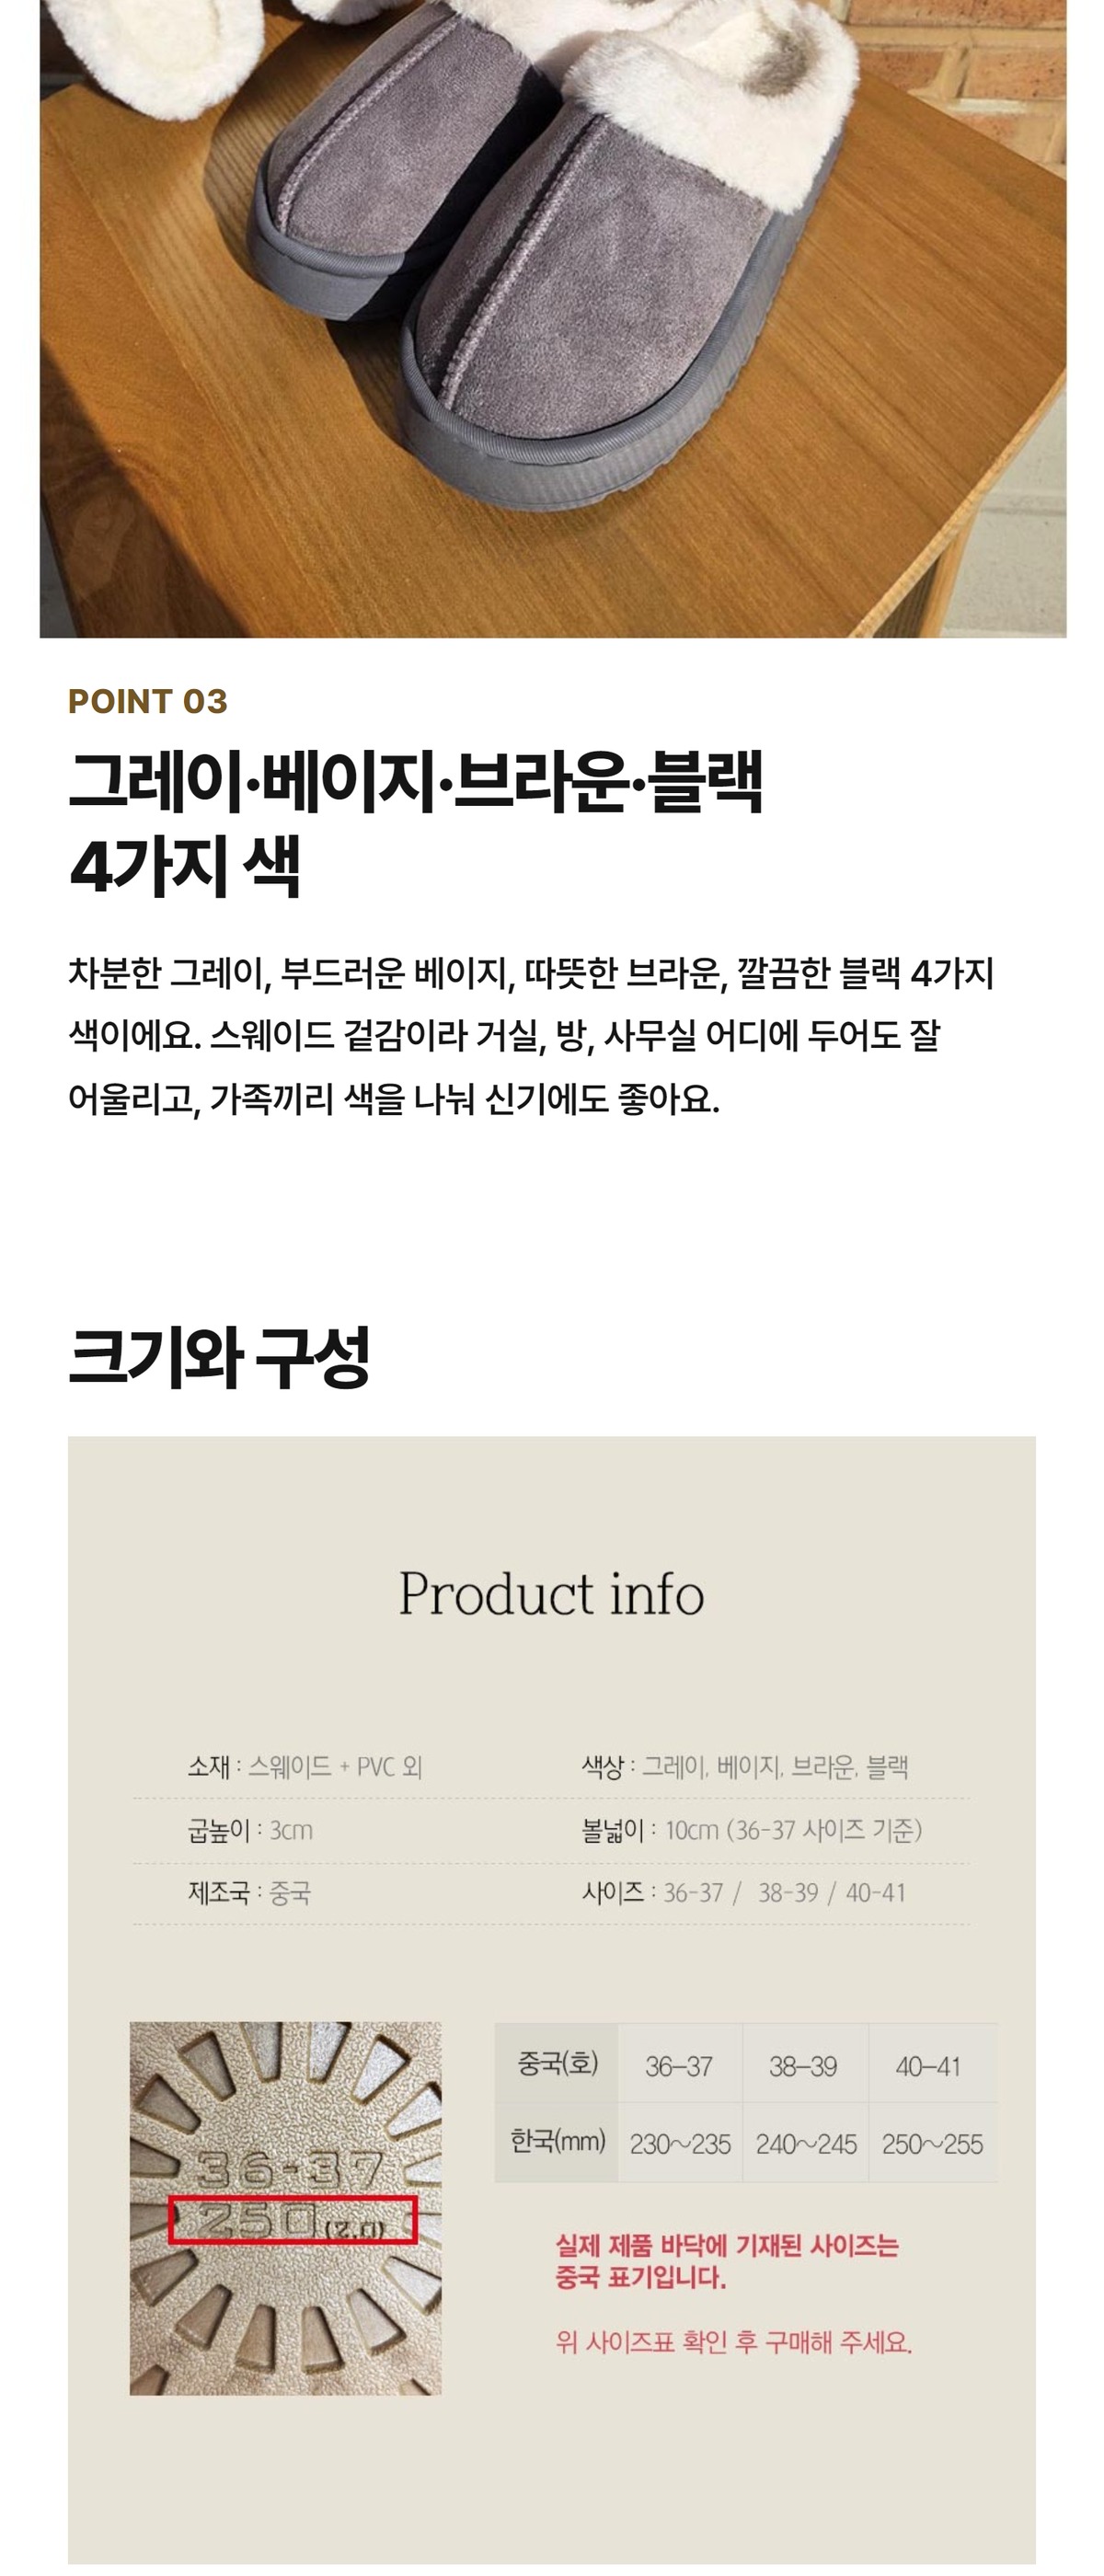 POINT 03
그레이·베이지·브라운·블랙
4가지 색
차분한 그레이, 부드러운 베이지, 따뜻한 브라운, 깔끔한 블랙 4가지
색이에요. 스웨이드 겉감이라 거실, 방, 사무실 어디에 두어도 잘
어울리고, 가족끼리 색을 나눠 신기에도 좋아요.
크기와 구성
Product info
소재 : 스웨이드 + PVC 외
색상 : 그레이, 베이지, 브라운, 블랙
굽높이 : 3cm
볼넓이 : 10cm (36-37 사이즈 기준)
제조국 : 중국
사이즈 : 36-37 / 38-39 / 40-41
36-37
250(2.0)
중국(호) 36–37 38–39 40–41
한국(mm) 230~235 240~245 250~255
실제 제품 바닥에 기재된 사이즈는
중국 표기입니다.
위 사이즈표 확인 후 구매해 주세요.